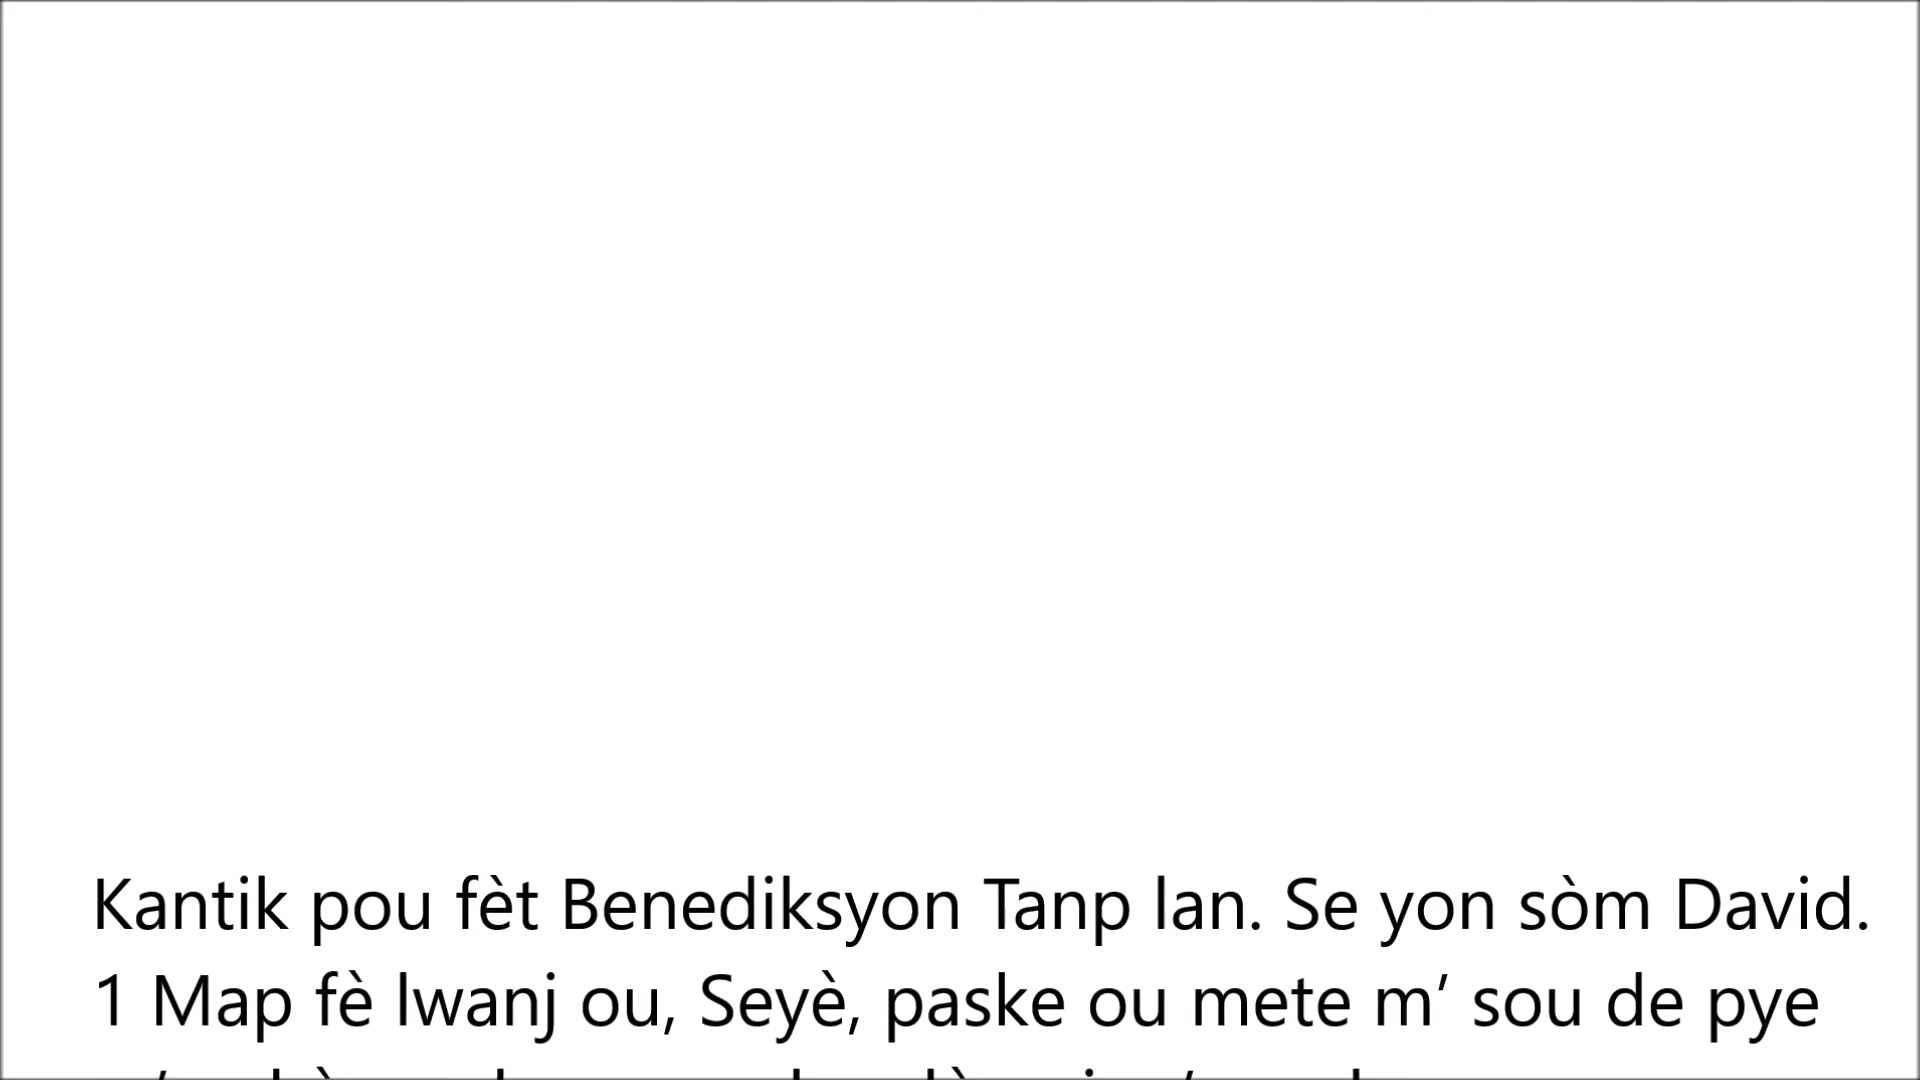 Kantik pou fèt Benediksyon Tanp lan. Se yon sòm David.
1 Map fè lwanj ou, Seyè, paske ou mete m’ sou de pye